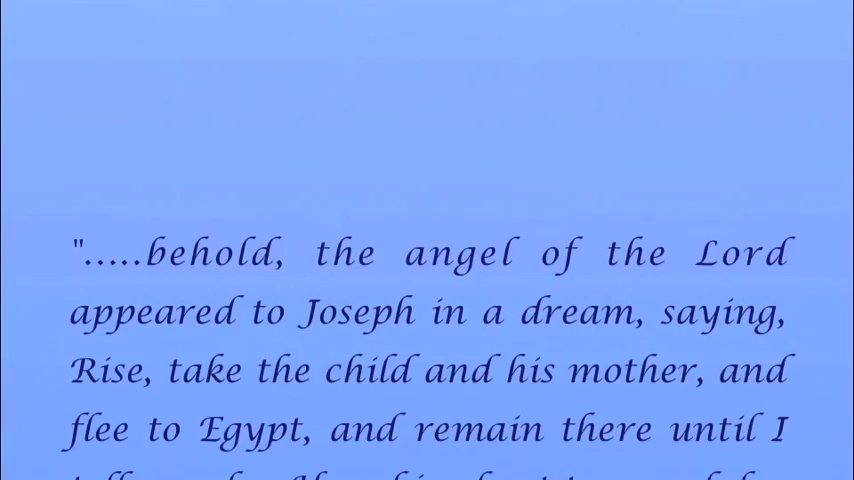 ".....behold, the angel of the Lord
appeared to Joseph in a dream, saying,
Rise, take the child and his mother, and
flee to Egypt, and remain there until I